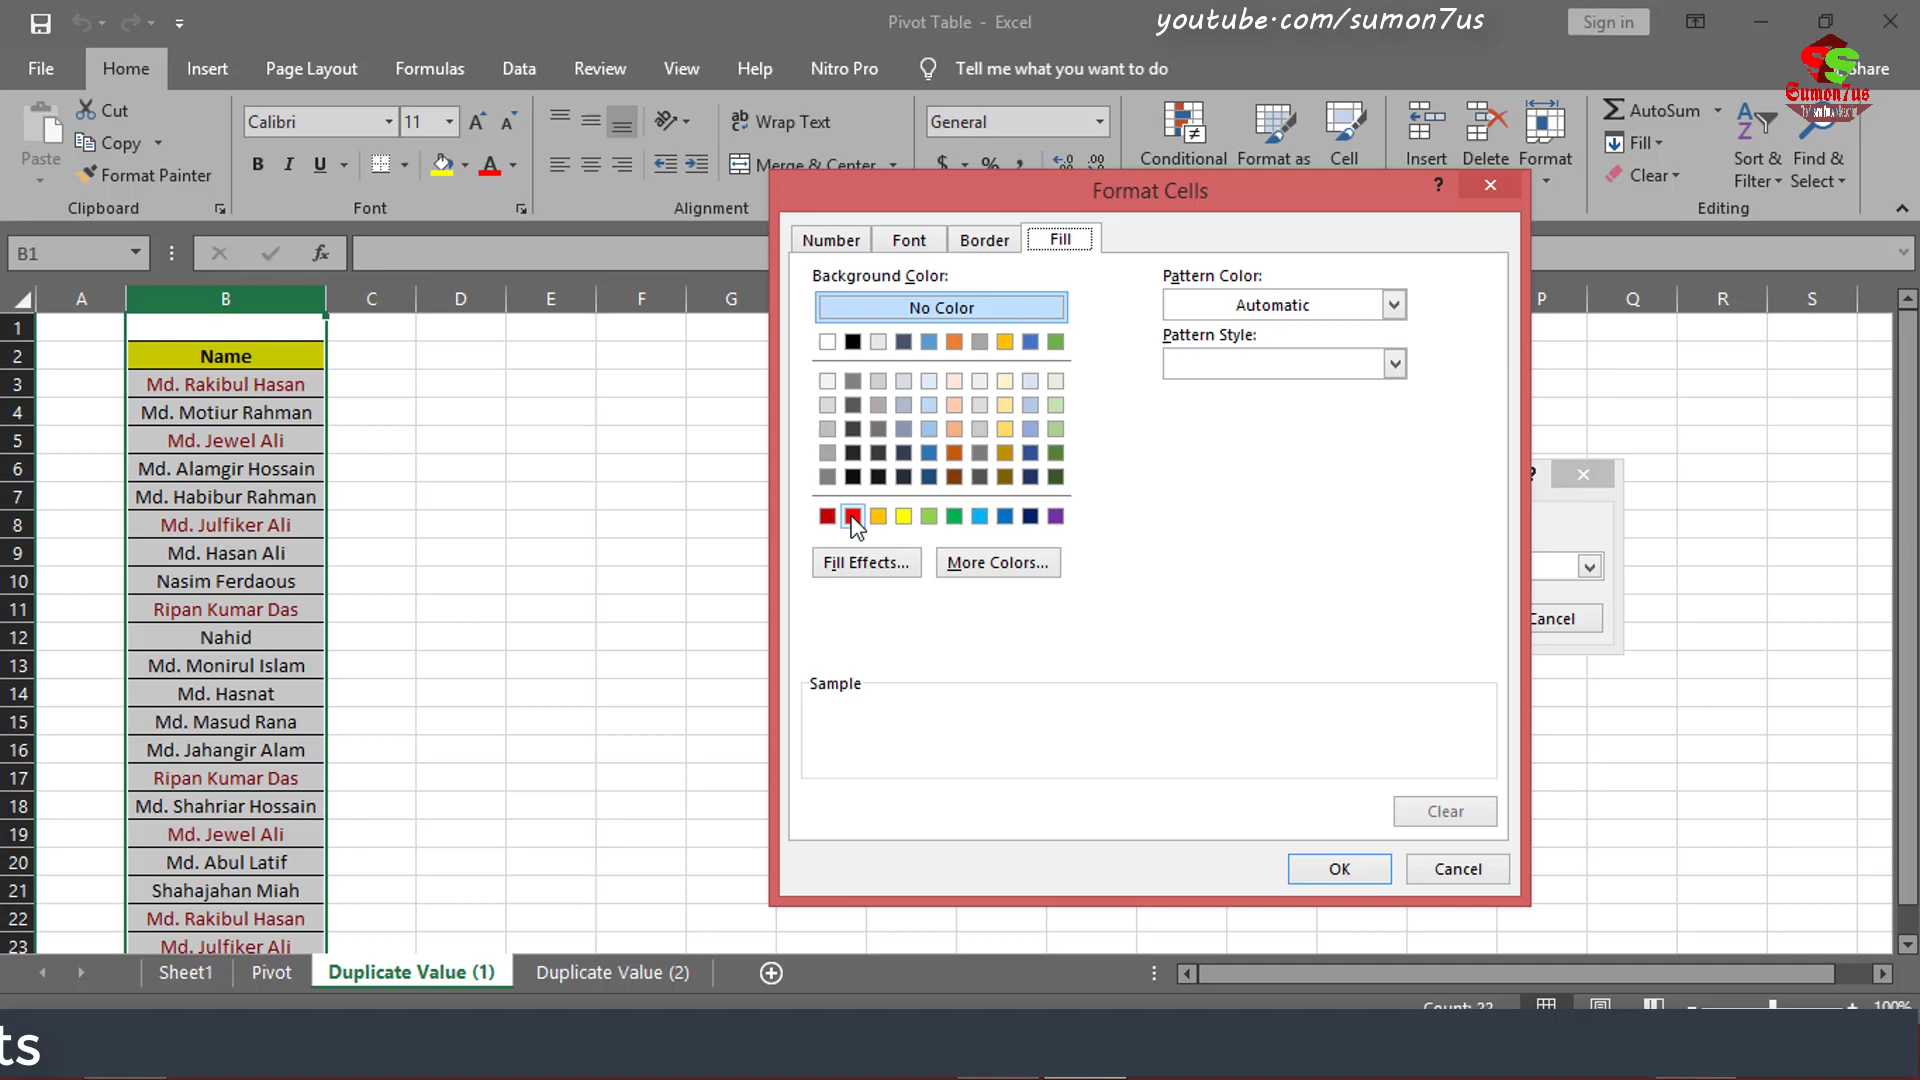 Pivot Table - Excel
youtube.com/sumon7us
Sign in
File Home Insert Page Layout Formulas Data Review View Help Nitro Pro Tell me what you want to do Share
SS
Sumon7us
Paste
Cut
Copy
Format Painter
Clipboard
Calibri 11
B I U A
Font
ab Wrap Text
Merge & Center
Alignment
General
$ % ,
Conditional
Format as
Cell
Insert
Delete
Format
AutoSum
Fill
Clear
Sort & Filter
Find & Select
Editing
B1 fx
A B C D E F G P Q R S
1
2 Name
3 Md. Rakibul Hasan
4 Md. Motiur Rahman
5 Md. Jewel Ali
6 Md. Alamgir Hossain
7 Md. Habibur Rahman
8 Md. Julfiker Ali
9 Md. Hasan Ali
10 Nasim Ferdaous
11 Ripan Kumar Das
12 Nahid
13 Md. Monirul Islam
14 Md. Hasnat
15 Md. Masud Rana
16 Md. Jahangir Alam
17 Ripan Kumar Das
18 Md. Shahriar Hossain
19 Md. Jewel Ali
20 Md. Abul Latif
21 Shahajahan Miah
22 Md. Rakibul Hasan
23 Md. Julfiker Ali
Format Cells ?
Number Font Border Fill
Background Color:
No Color
Pattern Color:
Automatic
Pattern Style:
Fill Effects... More Colors...
Sample
Clear
OK Cancel
?
Cancel
Sheet1 Pivot Duplicate Value (1) Duplicate Value (2)
Count: 22 100%
ts